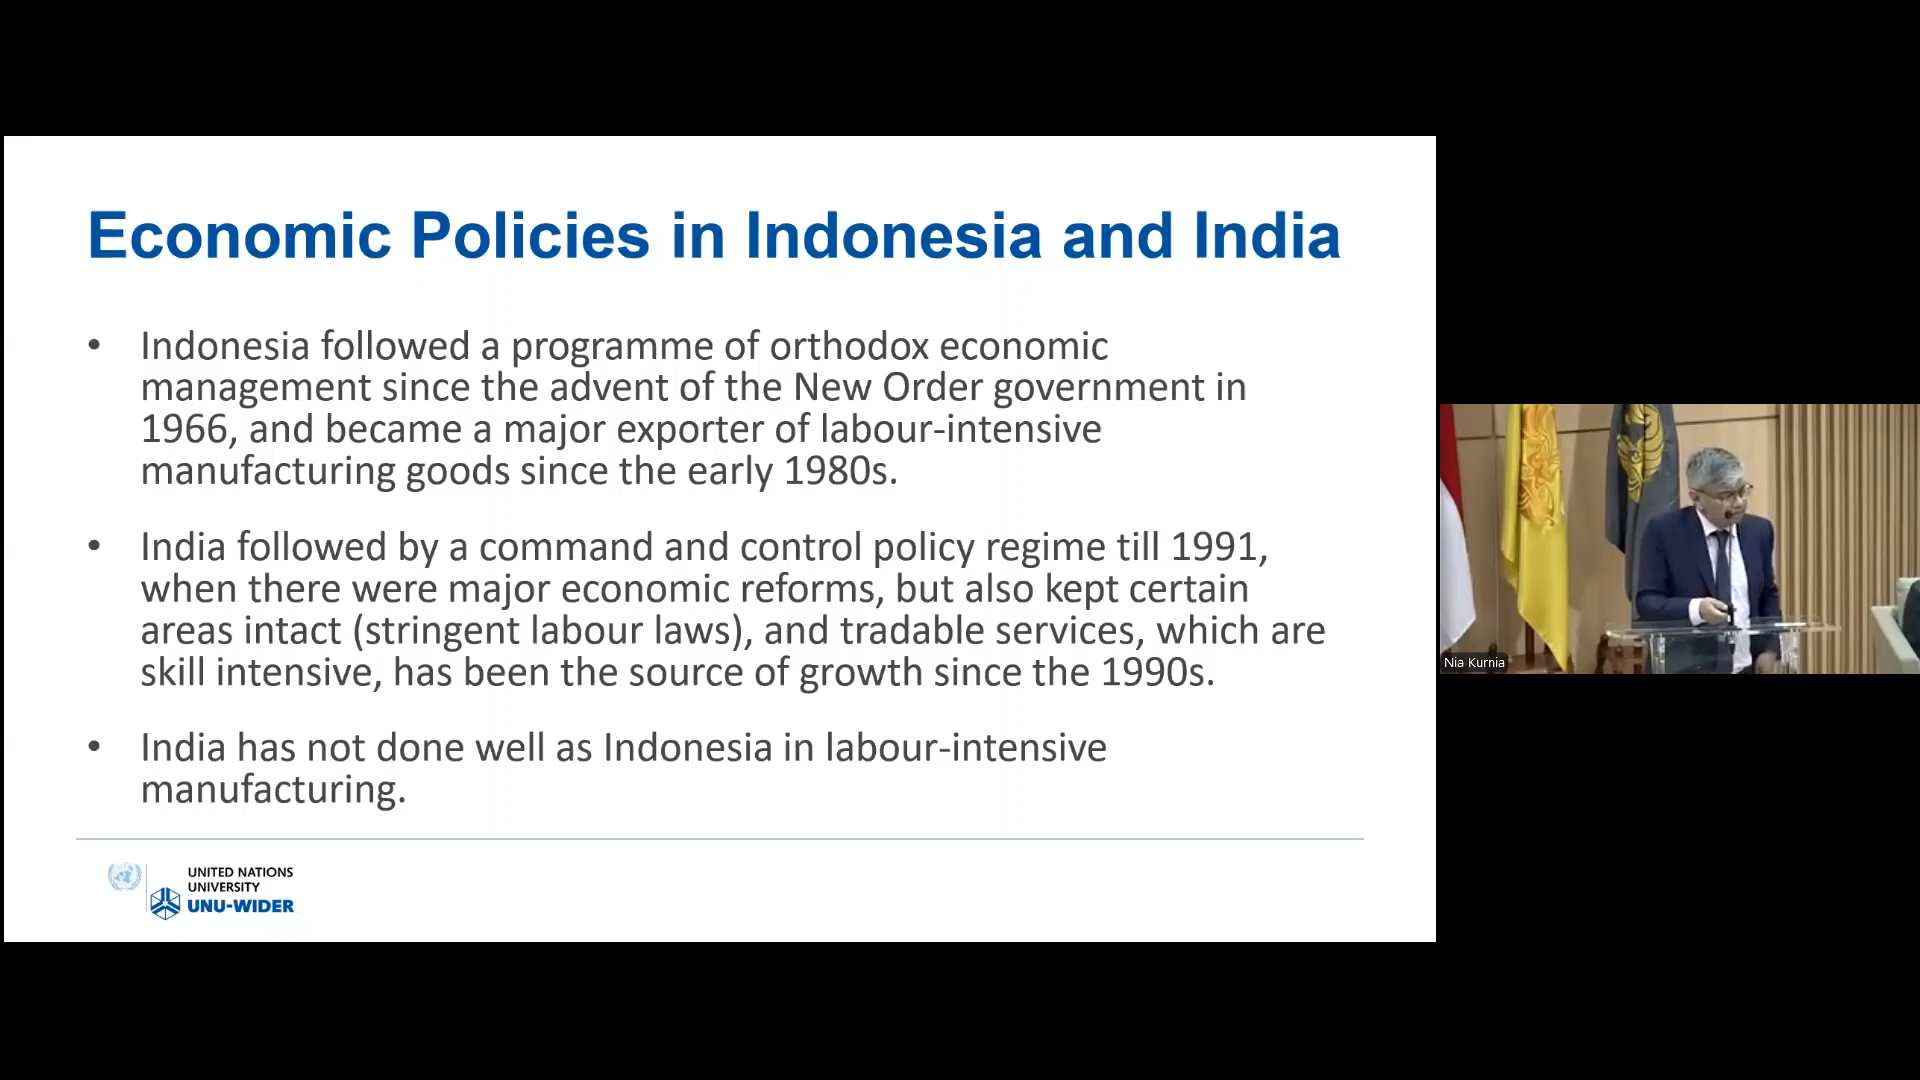 Economic Policies in Indonesia and India
• Indonesia followed a programme of orthodox economic
management since the advent of the New Order government in
1966, and became a major exporter of labour-intensive
manufacturing goods since the early 1980s.
• India followed by a command and control policy regime till 1991,
when there were major economic reforms, but also kept certain
areas intact (stringent labour laws), and tradable services, which are
skill intensive, has been the source of growth since the 1990s.
• India has not done well as Indonesia in labour-intensive
manufacturing.
UNITED NATIONS
UNIVERSITY
UNU-WIDER
Nia Kurnia